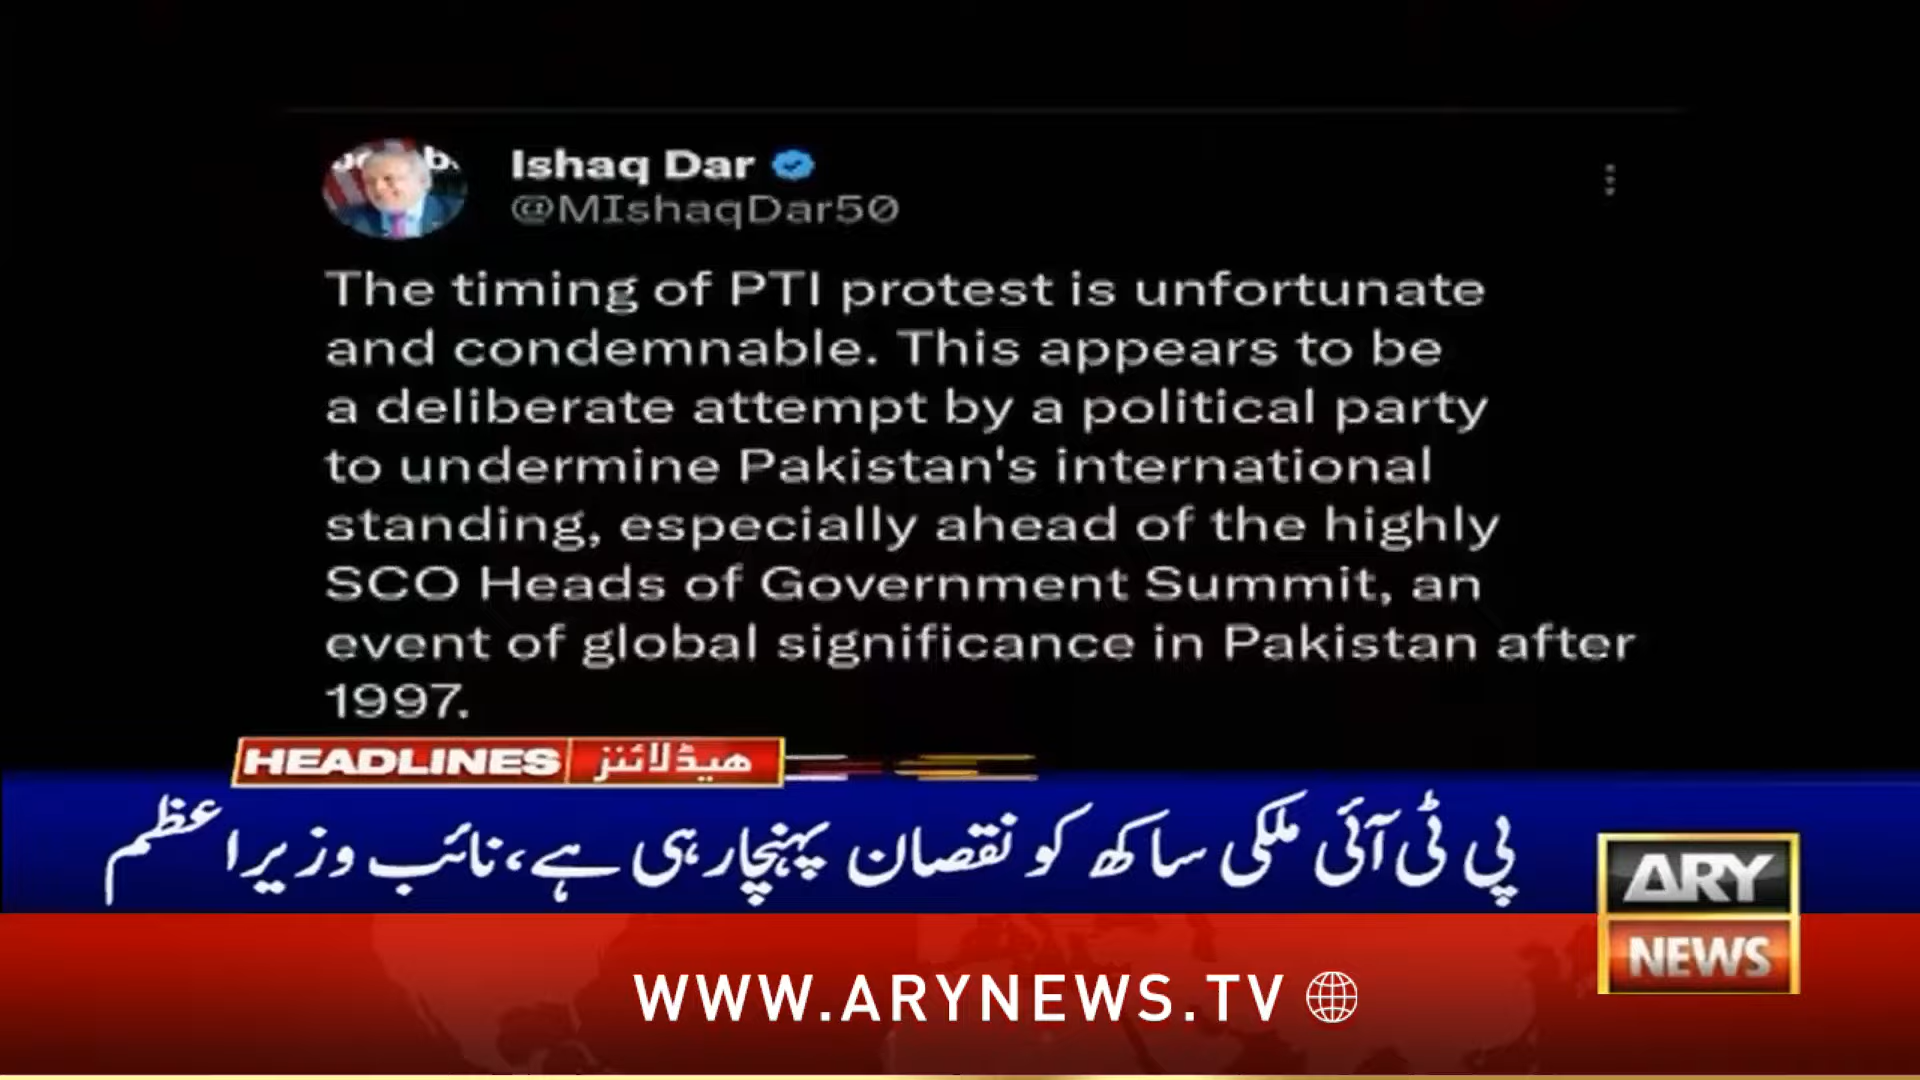 Ishaq Dar
@MIshaqDar50
The timing of PTI protest is unfortunate
and condemnable. This appears to be
a deliberate attempt by a political party
to undermine Pakistan's international
standing, especially ahead of the highly
SCO Heads of Government Summit, an
event of global significance in Pakistan after
1997.
HEADLINES ہیڈلائنز
پی ٹی آئی ملکی ساکھ کو نقصان پہنچارہی ہے،نائب وزیراعظم
ARY
NEWS
WWW.ARYNEWS.TV